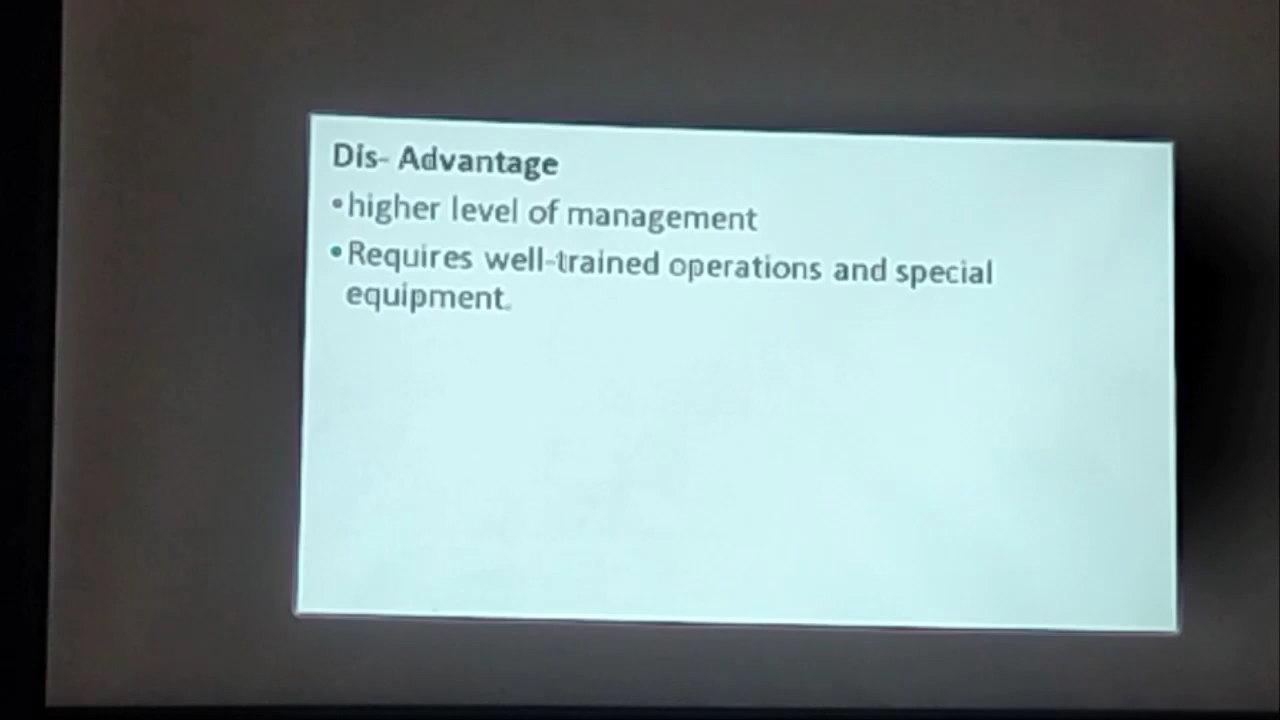 Dis- Advantage
•higher level of management
•Requires well-trained operations and special
equipment.